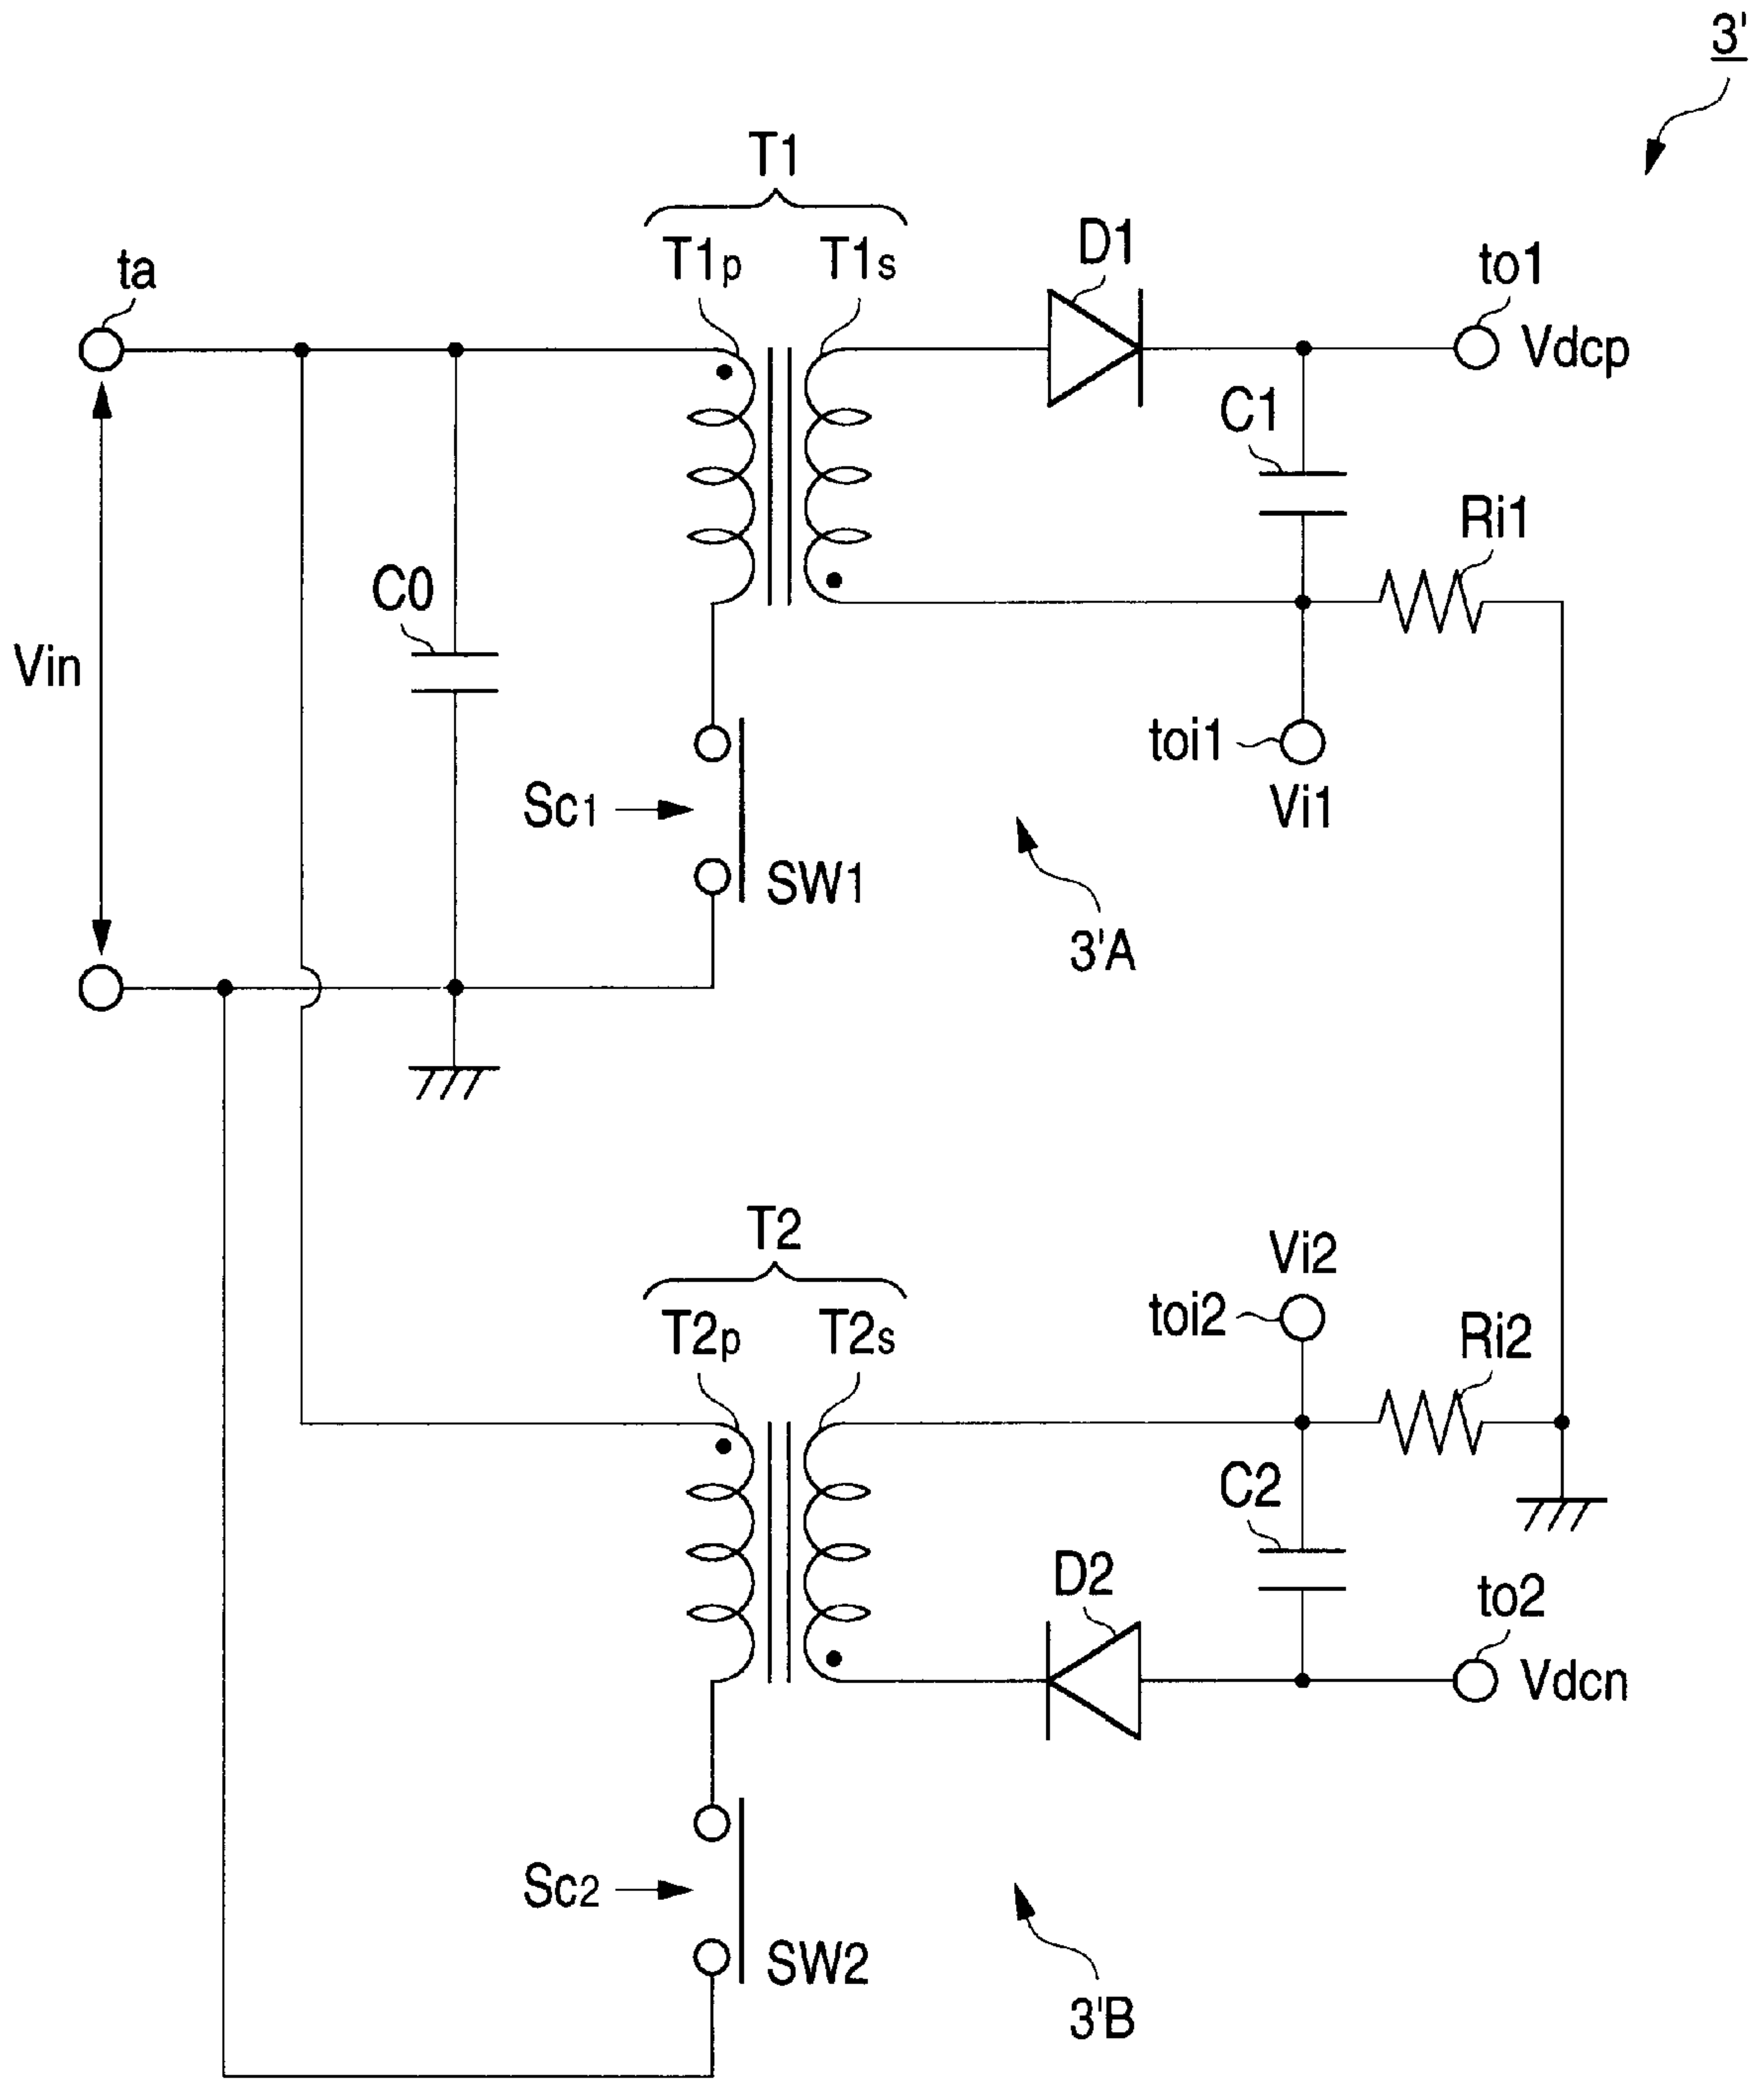 3'
T1
T1p
T1s
D1
to1
ta
Vdcp
C1
Ri1
C0
Vin
toi1
Vi1
Sc1
SW1
3'A
T2
Vi2
toi2
T2p
T2s
Ri2
C2
D2
to2
Vdcn
Sc2
SW2
3'B